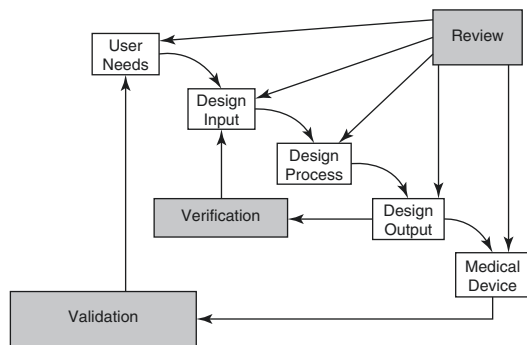 User
Needs
Review
Design
Input
Design
Process
Verification
Design
Output
Medical
Device
Validation